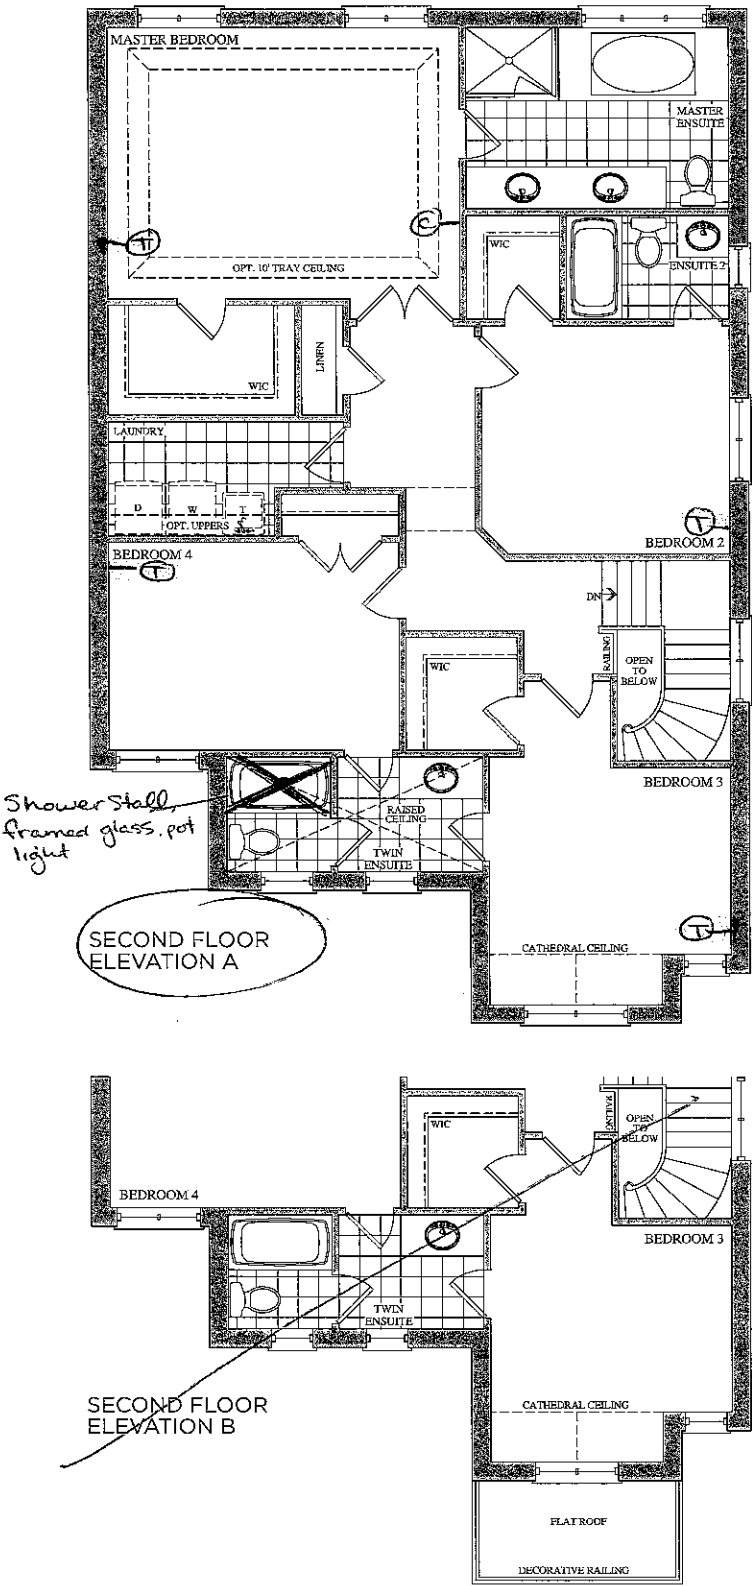 MASTER BEDROOM
MASTER
ENSUITE
T
C
OPT. 10' TRAY CEILING
WIC
ENSUITE 2
LINEN
WIC
LAUNDRY
D
W
T
OPT. UPPERS
T
BEDROOM 2
BEDROOM 4
T
DN
RAILING
OPEN
TO
BELOW
WIC
BEDROOM 3
Shower Stall,
framed glass, pot
light
RAISED
CEILING
TWIN
ENSUITE
T
SECOND FLOOR
ELEVATION A
CATHEDRAL CEILING
RAILING
OPEN
TO
BELOW
WIC
BEDROOM 4
BEDROOM 3
TWIN
ENSUITE
SECOND FLOOR
ELEVATION B
CATHEDRAL CEILING
FLAT ROOF
DECORATIVE RAILING